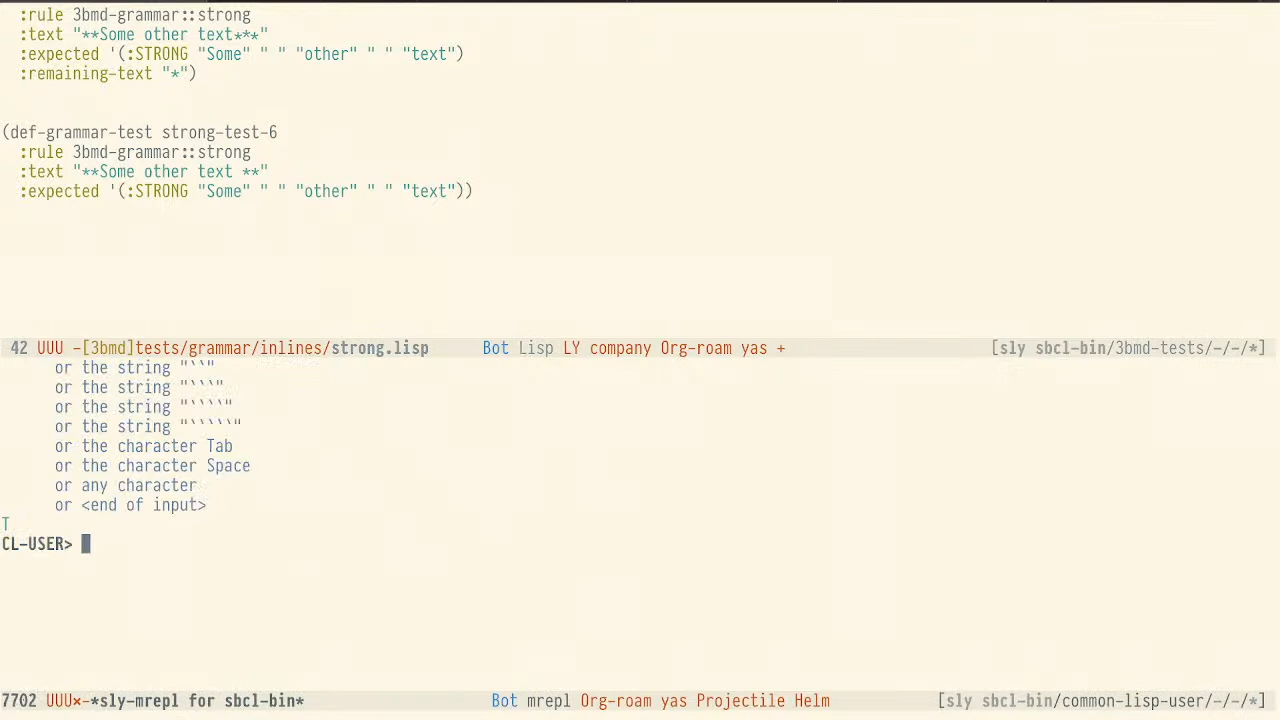 :rule 3bmd-grammar::strong
:text "**Some other text***"
:expected '(:STRONG "Some" " " "other" " " "text")
:remaining-text "*")
(def-grammar-test strong-test-6
:rule 3bmd-grammar::strong
:text "**Some other text **"
:expected '(:STRONG "Some" " " "other" " " "text"))
42 UUU -[3bmd]tests/grammar/inlines/strong.lisp Bot Lisp LY company Org-roam yas + [sly sbcl-bin/3bmd-tests/-/-/*]
or the string "``"
or the string "```"
or the string "````"
or the string "`````"
or the character Tab
or the character Space
or any character
or <end of input>
T
CL-USER>
7702 UUU×-*sly-mrepl for sbcl-bin* Bot mrepl Org-roam yas Projectile Helm [sly sbcl-bin/common-lisp-user/-/-/*]